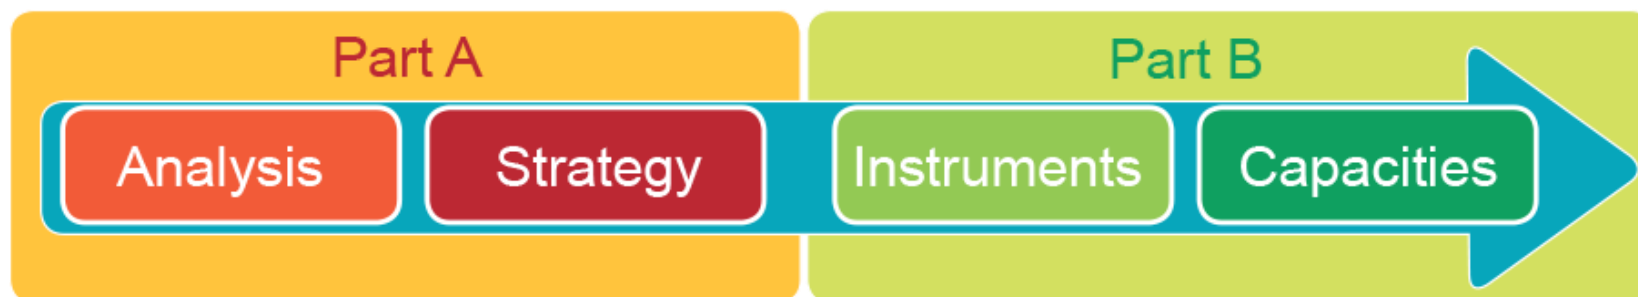 Part A
Part B
Analysis
Strategy
Instruments
Capacities